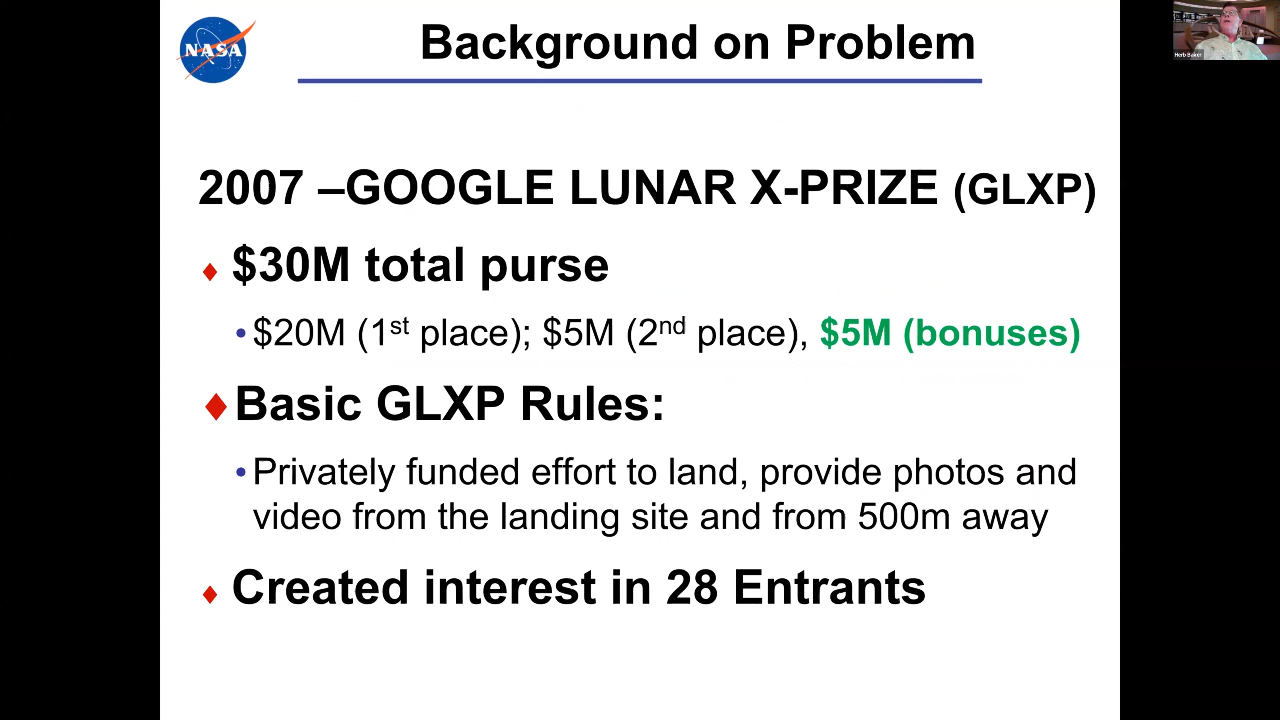 NASA
Background on Problem
Herb Baker
2007 –GOOGLE LUNAR X-PRIZE (GLXP)
♦ $30M total purse
• $20M (1st place); $5M (2nd place), $5M (bonuses)
♦ Basic GLXP Rules:
• Privately funded effort to land, provide photos and
video from the landing site and from 500m away
♦ Created interest in 28 Entrants